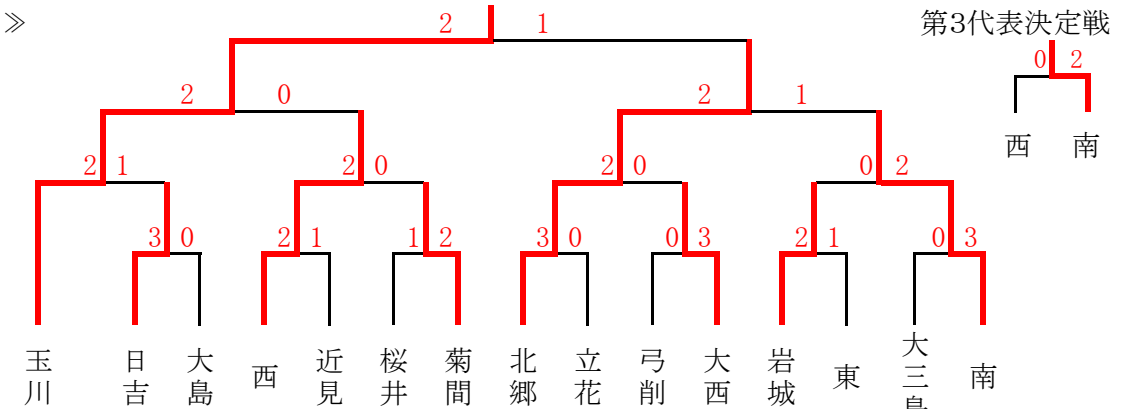 ≫
第3代表決定戦
2 1
0 2
2 0
2 1
西 南
2 1
2 0
2 0
0 2
3 0
2 1
1 2
3 0
0 3
2 1
0 3
玉川
日吉
大島
西
近見
桜井
菊間
北郷
立花
弓削
大西
岩城
東
大三島
南